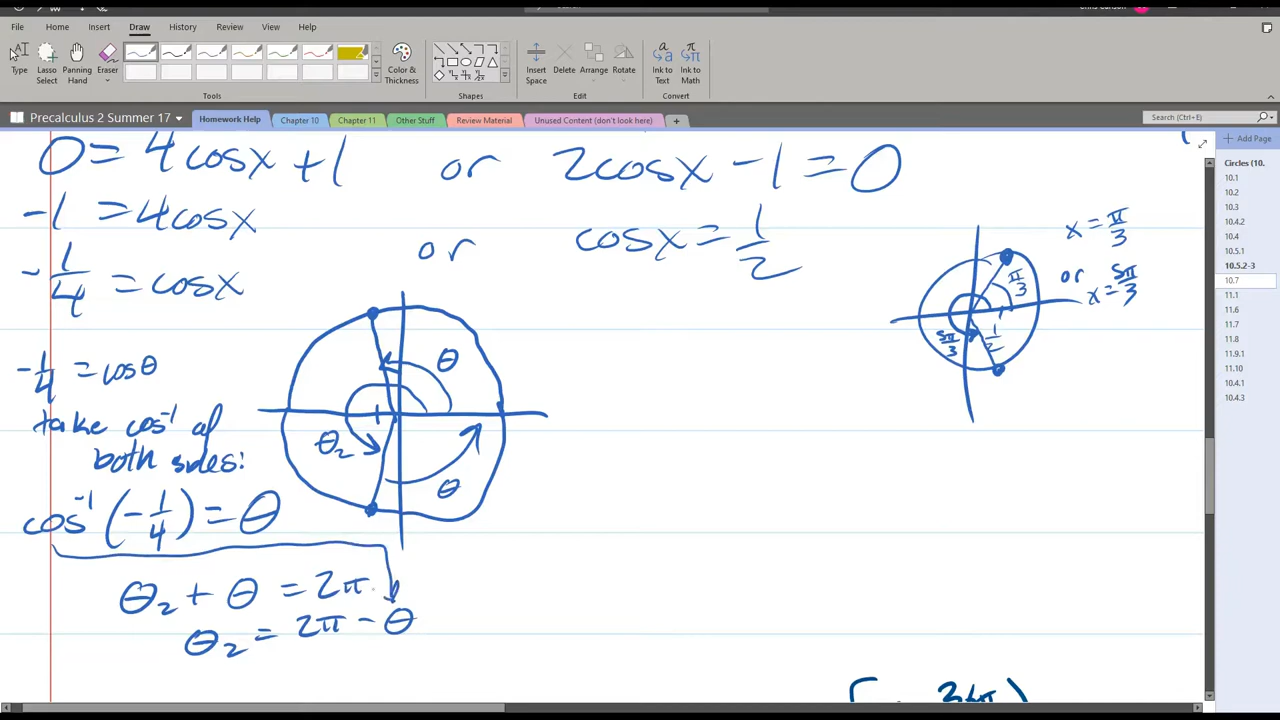 File Home Insert Draw History Review View Help
Type Lasso Select Panning Hand Eraser Color & Thickness Insert Space Delete Arrange Rotate Ink to Text Ink to Math
Tools Shapes Edit Convert
Precalculus 2 Summer 17 Homework Help Chapter 10 Chapter 11 Other Stuff Review Material Unused Content (don't look here) + Search (Ctrl+E)
Add Page
Circles (10.
10.1
10.2
10.3
10.4.2
10.4
10.5.1
10.5.2-3
10.7
11.1
11.6
11.7
11.8
11.9.1
11.10
10.4.1
10.4.3
0 = 4cosx + 1 or 2cosx - 1 = 0
-1 = 4cosx
-1/4 = cosx or cosx = 1/2
x = π/3
or
x = 5π/3
π/3
5π/3
1/2
-1/4 = cosθ
take cos⁻¹ of
both sides:
cos⁻¹(-1/4) = θ
θ
θ₂
θ
θ₂ + θ = 2π
θ₂ = 2π - θ